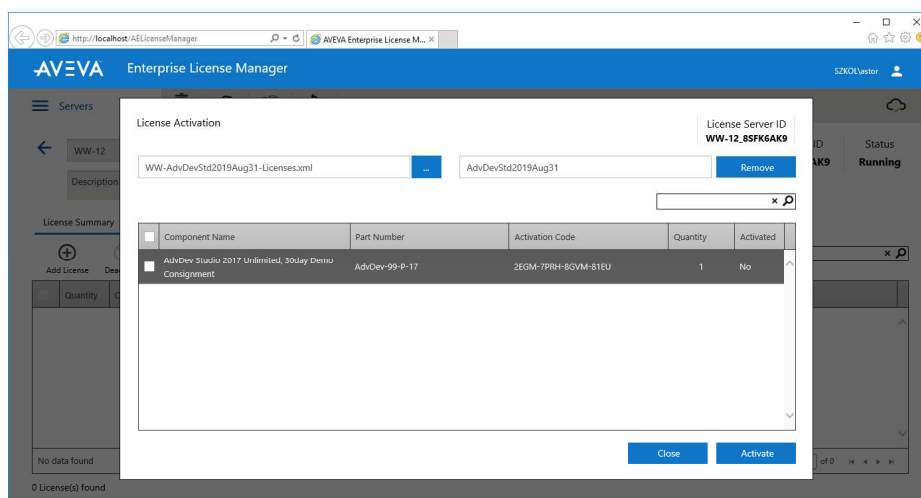 http://localhost/AELicenseManager
AVEVA Enterprise License M...
AVEVA Enterprise License Manager
SZKOL\astor
Servers
License Activation
License Server ID
WW-12_8SFK6AK9
WW-12
ID
AK9
Status
Running
Description
WW-AdvDevStd2019Aug31-Licenses.xml
...
AdvDevStd2019Aug31
Remove
License Summary
Component Name Part Number Activation Code Quantity Activated
AdvDev Studio 2017 Unlimited, 30day Demo
Consignment
AdvDev-99-P-17 2EGM-7PRH-8GVM-81EU 1 No
Add License Dea
Quantity C
Close Activate
No data found
of 0
0 License(s) found